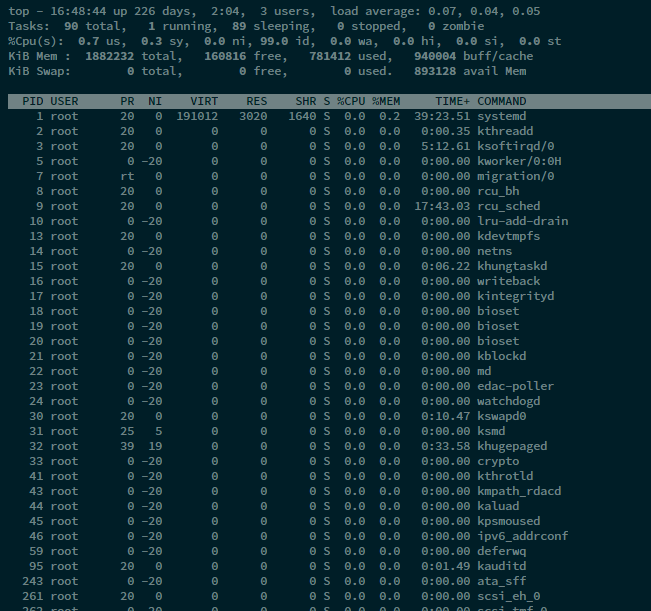 top - 16:48:44 up 226 days,  2:04,  3 users,  load average: 0.07, 0.04, 0.05
Tasks:  90 total,   1 running,  89 sleeping,   0 stopped,   0 zombie
%Cpu(s):  0.7 us,  0.3 sy,  0.0 ni, 99.0 id,  0.0 wa,  0.0 hi,  0.0 si,  0.0 st
KiB Mem :  1882232 total,   160816 free,   781412 used,   940004 buff/cache
KiB Swap:        0 total,        0 free,        0 used.   893128 avail Mem
PID USER      PR  NI    VIRT    RES    SHR S %CPU %MEM     TIME+ COMMAND
1 root      20   0  191012   3020   1640 S  0.0  0.2  39:23.51 systemd
2 root      20   0       0      0      0 S  0.0  0.0   0:00.35 kthreadd
3 root      20   0       0      0      0 S  0.0  0.0   5:12.61 ksoftirqd/0
5 root       0 -20       0      0      0 S  0.0  0.0   0:00.00 kworker/0:0H
7 root      rt   0       0      0      0 S  0.0  0.0   0:00.00 migration/0
8 root      20   0       0      0      0 S  0.0  0.0   0:00.00 rcu_bh
9 root      20   0       0      0      0 S  0.0  0.0  17:43.03 rcu_sched
10 root       0 -20       0      0      0 S  0.0  0.0   0:00.00 lru-add-drain
13 root      20   0       0      0      0 S  0.0  0.0   0:00.00 kdevtmpfs
14 root       0 -20       0      0      0 S  0.0  0.0   0:00.00 netns
15 root      20   0       0      0      0 S  0.0  0.0   0:06.22 khungtaskd
16 root       0 -20       0      0      0 S  0.0  0.0   0:00.00 writeback
17 root       0 -20       0      0      0 S  0.0  0.0   0:00.00 kintegrityd
18 root       0 -20       0      0      0 S  0.0  0.0   0:00.00 bioset
19 root       0 -20       0      0      0 S  0.0  0.0   0:00.00 bioset
20 root       0 -20       0      0      0 S  0.0  0.0   0:00.00 bioset
21 root       0 -20       0      0      0 S  0.0  0.0   0:00.00 kblockd
22 root       0 -20       0      0      0 S  0.0  0.0   0:00.00 md
23 root       0 -20       0      0      0 S  0.0  0.0   0:00.00 edac-poller
24 root       0 -20       0      0      0 S  0.0  0.0   0:00.00 watchdogd
30 root      20   0       0      0      0 S  0.0  0.0   0:10.47 kswapd0
31 root      25   5       0      0      0 S  0.0  0.0   0:00.00 ksmd
32 root      39  19       0      0      0 S  0.0  0.0   0:33.58 khugepaged
33 root       0 -20       0      0      0 S  0.0  0.0   0:00.00 crypto
41 root       0 -20       0      0      0 S  0.0  0.0   0:00.00 kthrotld
43 root       0 -20       0      0      0 S  0.0  0.0   0:00.00 kmpath_rdacd
44 root       0 -20       0      0      0 S  0.0  0.0   0:00.00 kaluad
45 root       0 -20       0      0      0 S  0.0  0.0   0:00.00 kpsmoused
46 root       0 -20       0      0      0 S  0.0  0.0   0:00.00 ipv6_addrconf
59 root       0 -20       0      0      0 S  0.0  0.0   0:00.00 deferwq
95 root      20   0       0      0      0 S  0.0  0.0   0:01.49 kauditd
243 root       0 -20       0      0      0 S  0.0  0.0   0:00.00 ata_sff
261 root      20   0       0      0      0 S  0.0  0.0   0:00.00 scsi_eh_0